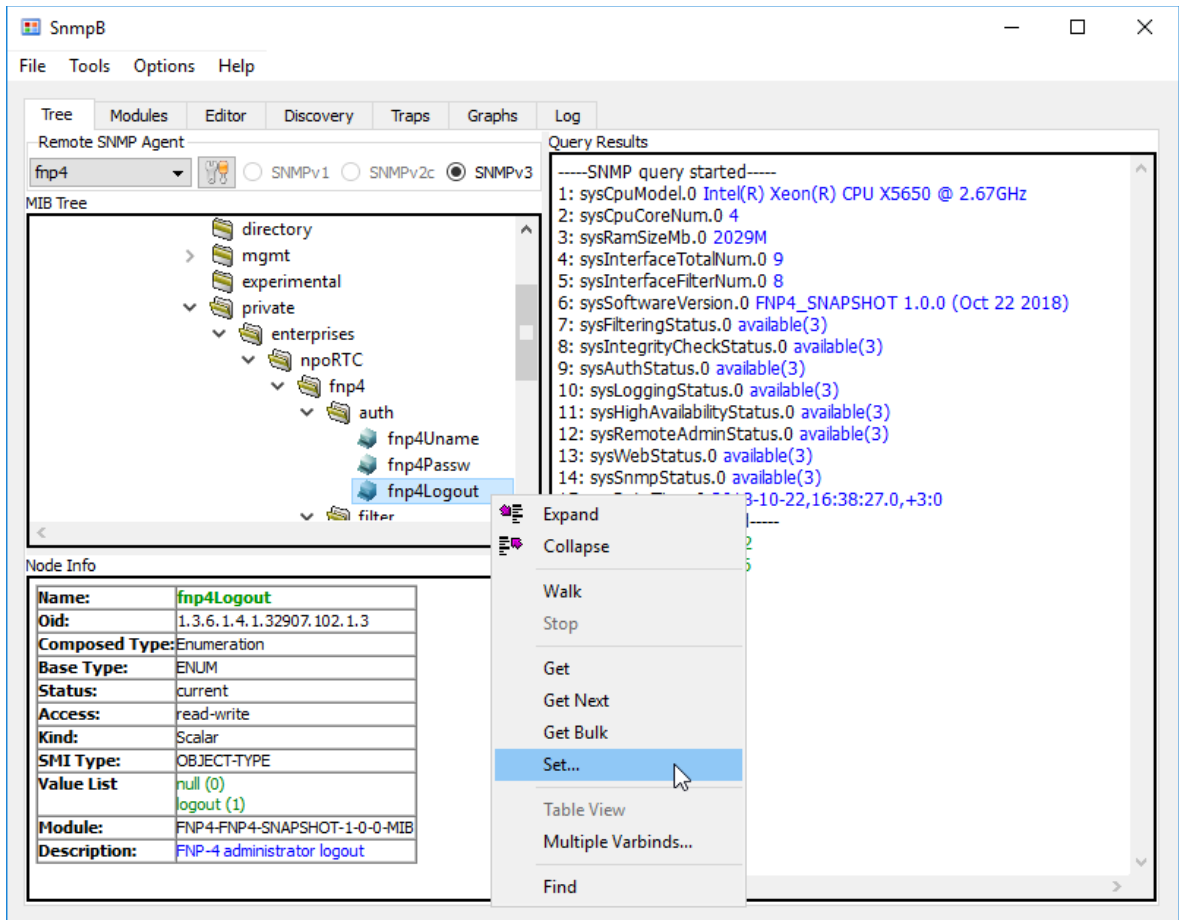 SnmpB
File Tools Options Help
Tree Modules Editor Discovery Traps Graphs Log
Remote SNMP Agent
fnp4 SNMPv1 SNMPv2c SNMPv3
MIB Tree
directory
mgmt
experimental
private
enterprises
npoRTC
fnp4
auth
fnp4Uname
fnp4Passw
fnp4Logout
filter
Node Info
Name: fnp4Logout
Oid: 1.3.6.1.4.1.32907.102.1.3
Composed Type: Enumeration
Base Type: ENUM
Status: current
Access: read-write
Kind: Scalar
SMI Type: OBJECT-TYPE
Value List null (0)
logout (1)
Module: FNP4-FNP4-SNAPSHOT-1-0-0-MIB
Description: FNP-4 administrator logout
Query Results
-----SNMP query started-----
1: sysCpuModel.0 Intel(R) Xeon(R) CPU X5650 @ 2.67GHz
2: sysCpuCoreNum.0 4
3: sysRamSizeMb.0 2029M
4: sysInterfaceTotalNum.0 9
5: sysInterfaceFilterNum.0 8
6: sysSoftwareVersion.0 FNP4_SNAPSHOT 1.0.0 (Oct 22 2018)
7: sysFilteringStatus.0 available(3)
8: sysIntegrityCheckStatus.0 available(3)
9: sysAuthStatus.0 available(3)
10: sysLoggingStatus.0 available(3)
11: sysHighAvailabilityStatus.0 available(3)
12: sysRemoteAdminStatus.0 available(3)
13: sysWebStatus.0 available(3)
14: sysSnmpStatus.0 available(3)
8-10-22,16:38:27.0,+3:0
-----
Expand
Collapse
Walk
Stop
Get
Get Next
Get Bulk
Set...
Table View
Multiple Varbinds...
Find